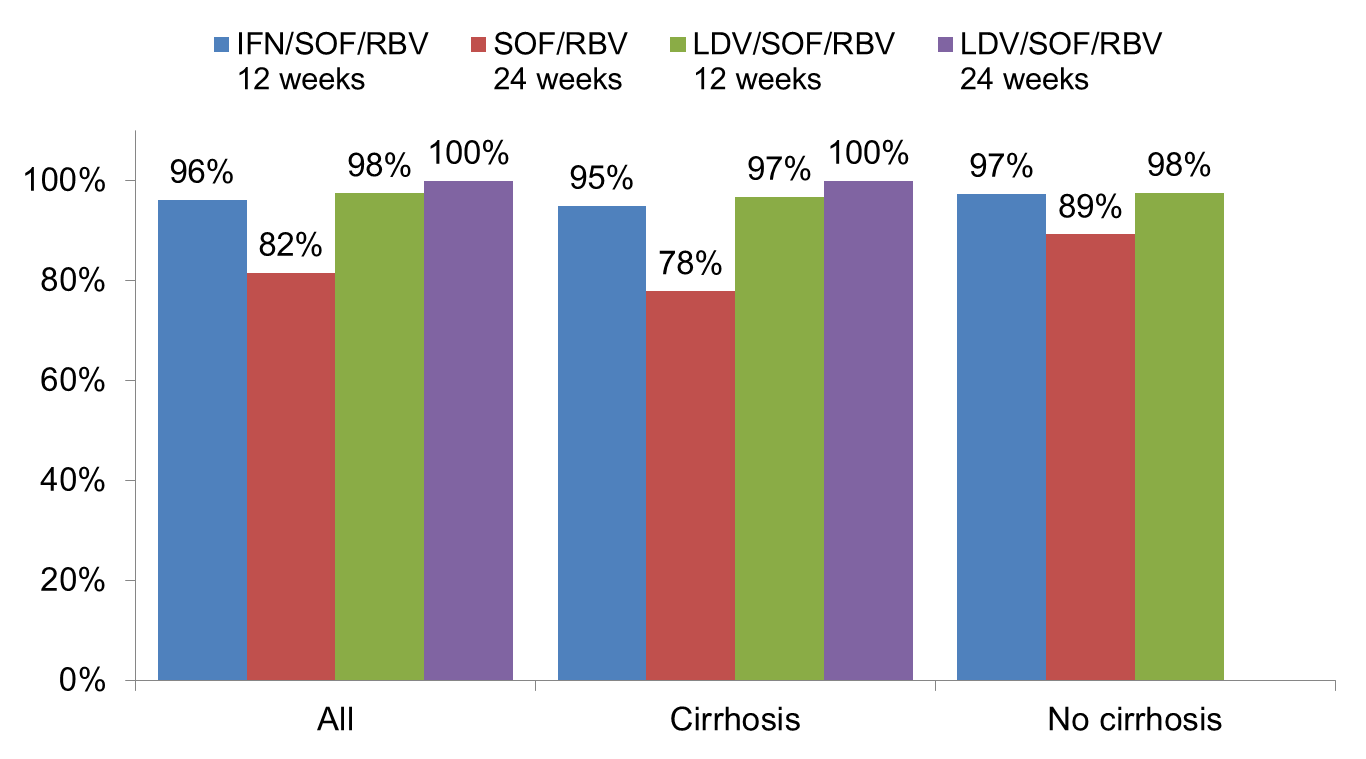 IFN/SOF/RBV SOF/RBV LDV/SOF/RBV LDV/SOF/RBV
12 weeks 24 weeks 12 weeks 24 weeks
96% 82% 98% 100% 95% 78% 97% 100% 97% 89% 98%
100%
80%
60%
40%
20%
0%
All Cirrhosis No cirrhosis